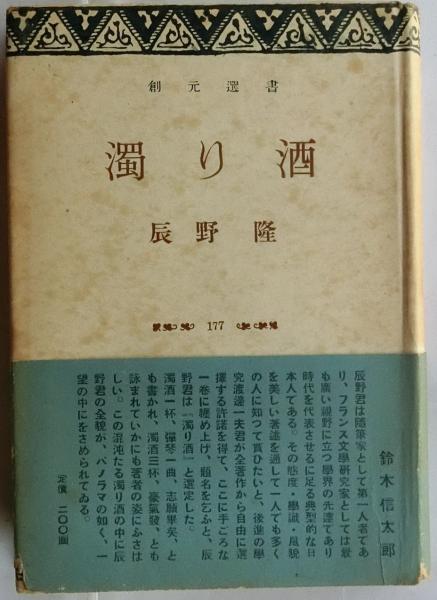 創元選書
濁り酒
辰野隆
177
辰野君は隨筆家として第一人者であ
り、フランス文學研究家としては最
も廣い視野に立つ學界の先達であり
時代を代表させるに足る典型的な日
本人である。その態度・學識・風貌
を美しい著述を通して一人でも多く
の人に知つて貰ひたいと、後進の學
究渡邊一夫君が全著作から自由に選
擇する許諾を得て、ここに手ごろな
一巻に纏め上げ、題名を乞ふと、辰
野君は「濁り酒」と選定した。
濁酒一杯、彈琴一曲、志願畢矣、と
も書かれ、濁酒三杯、豪氣發、とも
詠まれていかにも著者の姿にふさは
しい。この混沌たる濁り酒の中に辰
野君の全貌が、パノラマの如く、一
望の中にをさめられてゐる。
鈴木信太郎
定價 二〇〇圓